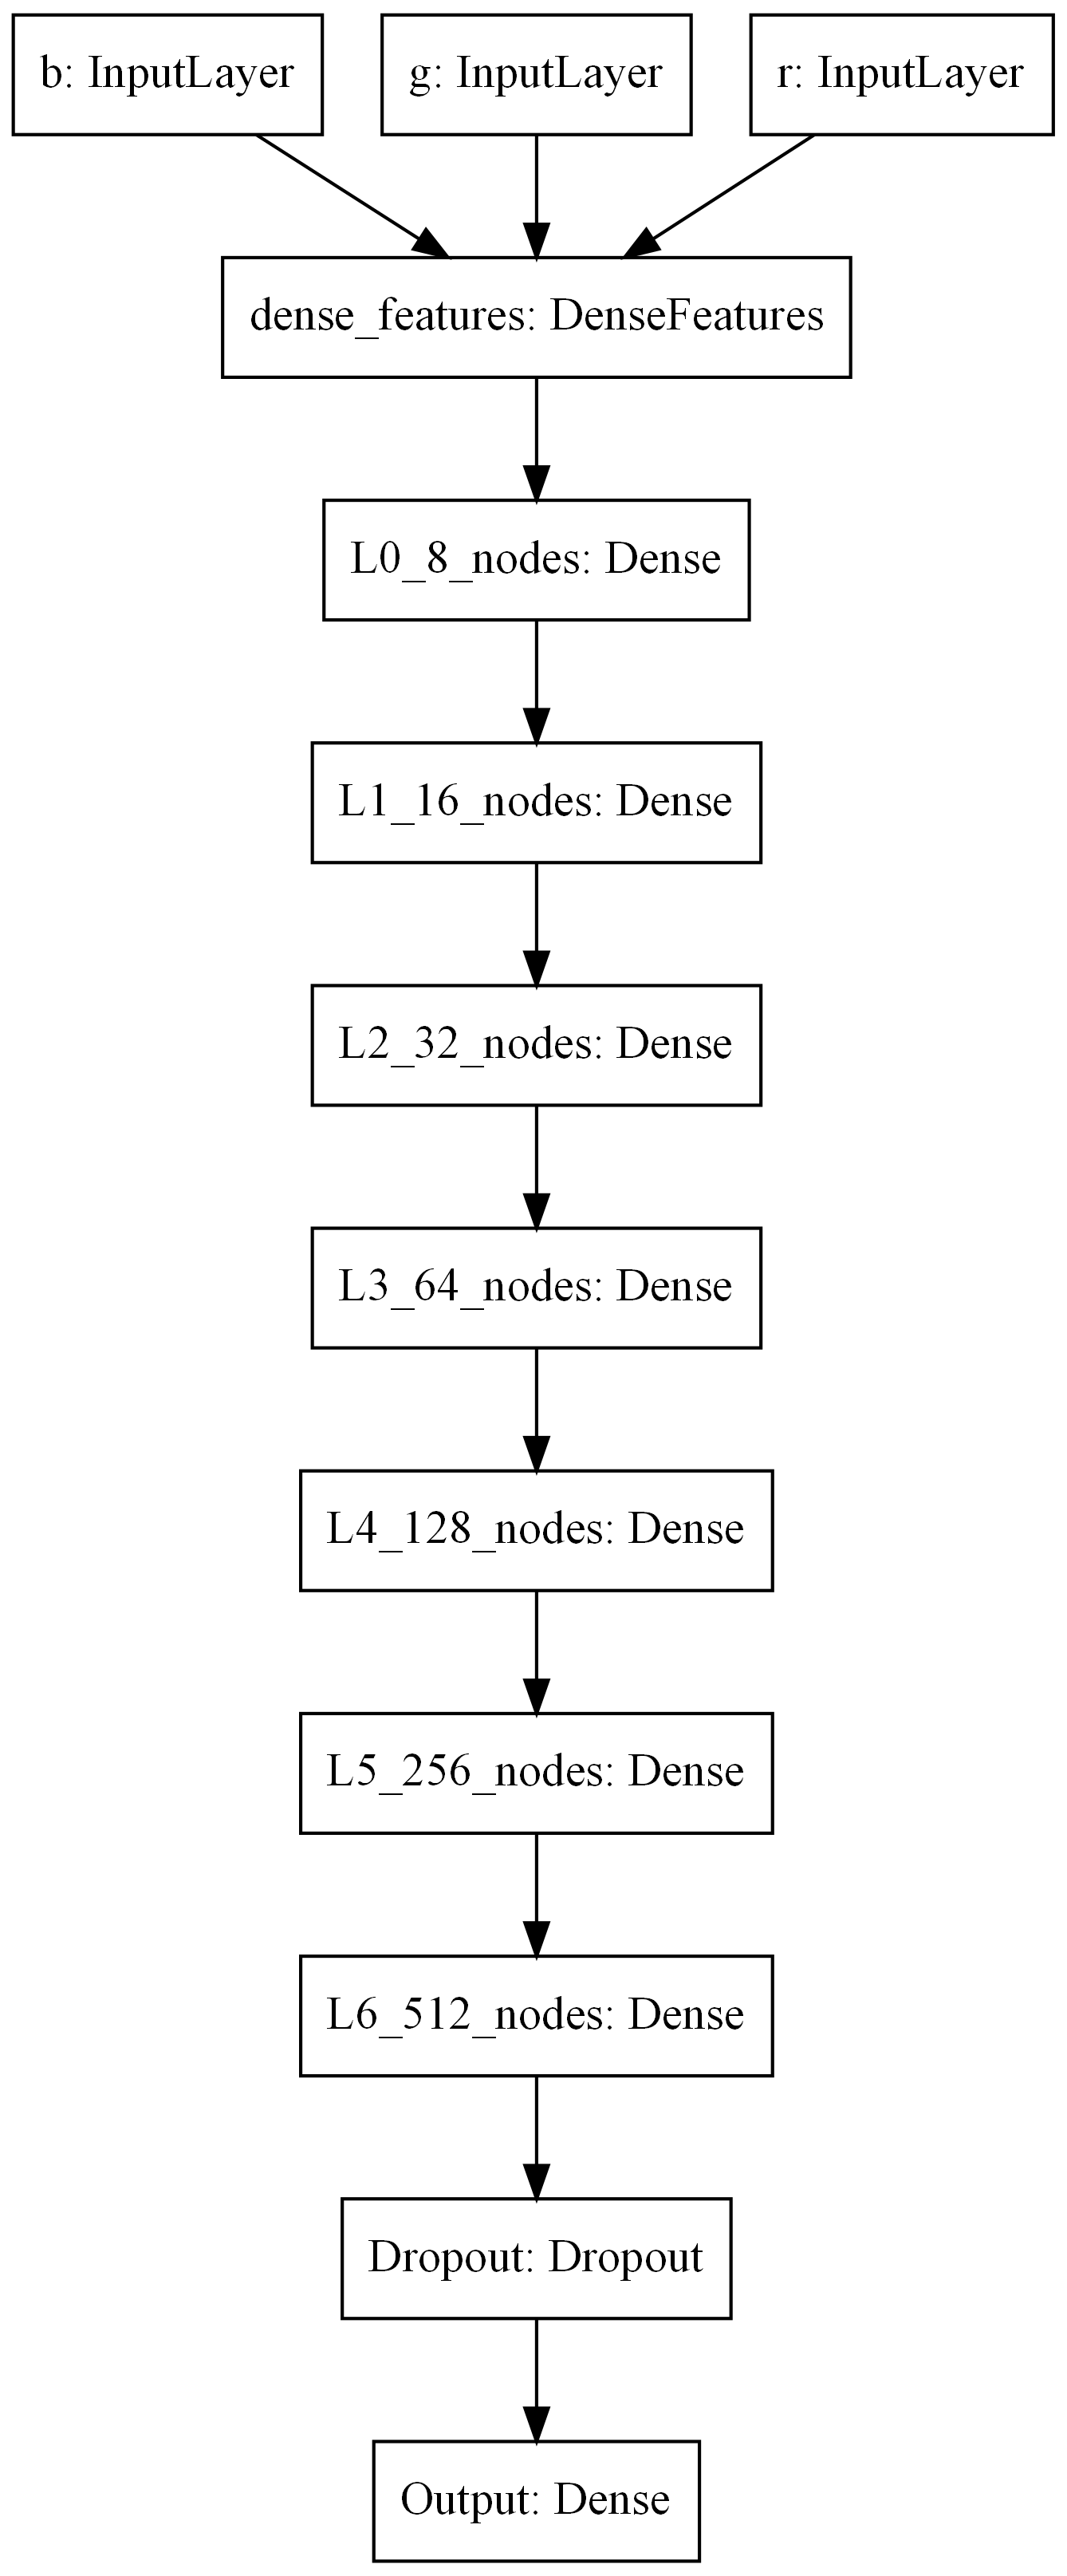 b: InputLayer
g: InputLayer
r: InputLayer
dense_features: DenseFeatures
L0_8_nodes: Dense
L1_16_nodes: Dense
L2_32_nodes: Dense
L3_64_nodes: Dense
L4_128_nodes: Dense
L5_256_nodes: Dense
L6_512_nodes: Dense
Dropout: Dropout
Output: Dense